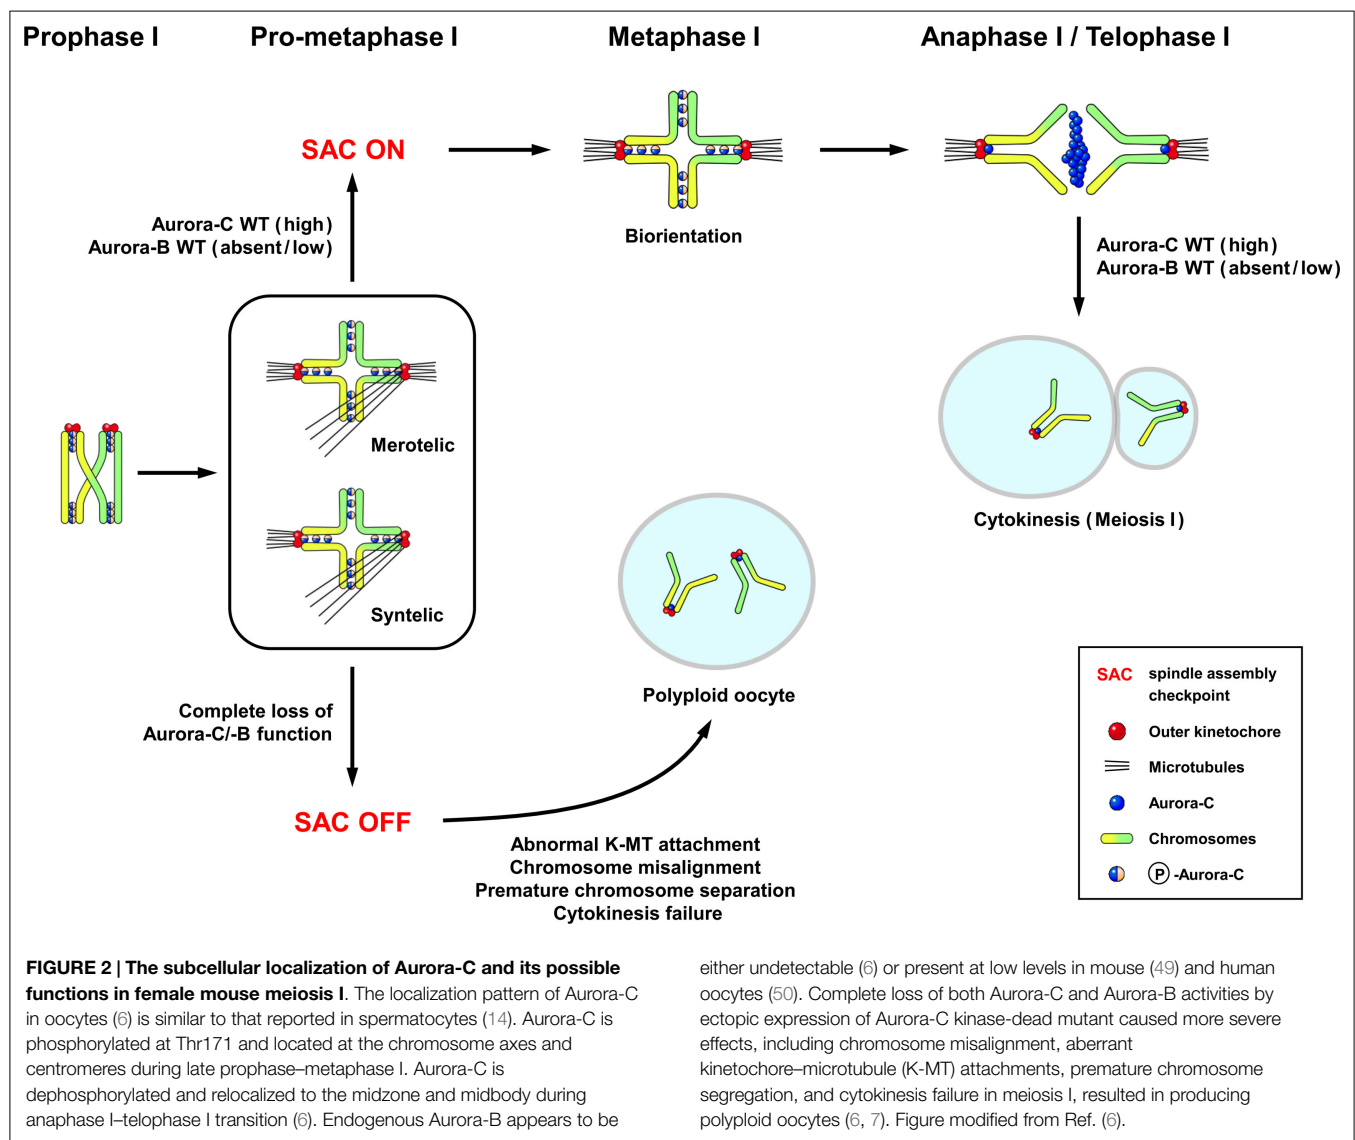 Prophase I
Pro-metaphase I
Metaphase I
Anaphase I / Telophase I
SAC ON
Aurora-C WT (high)
Aurora-B WT (absent/low)
Biorientation
Aurora-C WT (high)
Aurora-B WT (absent/low)
Merotelic
Syntelic
Cytokinesis (Meiosis I)
Polyploid oocyte
Complete loss of
Aurora-C/-B function
SAC OFF
Abnormal K-MT attachment
Chromosome misalignment
Premature chromosome separation
Cytokinesis failure
SAC spindle assembly
checkpoint
Outer kinetochore
Microtubules
Aurora-C
Chromosomes
P -Aurora-C
FIGURE 2 | The subcellular localization of Aurora-C and its possible
functions in female mouse meiosis I. The localization pattern of Aurora-C
in oocytes (6) is similar to that reported in spermatocytes (14). Aurora-C is
phosphorylated at Thr171 and located at the chromosome axes and
centromeres during late prophase–metaphase I. Aurora-C is
dephosphorylated and relocalized to the midzone and midbody during
anaphase I–telophase I transition (6). Endogenous Aurora-B appears to be
either undetectable (6) or present at low levels in mouse (49) and human
oocytes (50). Complete loss of both Aurora-C and Aurora-B activities by
ectopic expression of Aurora-C kinase-dead mutant caused more severe
effects, including chromosome misalignment, aberrant
kinetochore–microtubule (K-MT) attachments, premature chromosome
segregation, and cytokinesis failure in meiosis I, resulted in producing
polyploid oocytes (6, 7). Figure modified from Ref. (6).